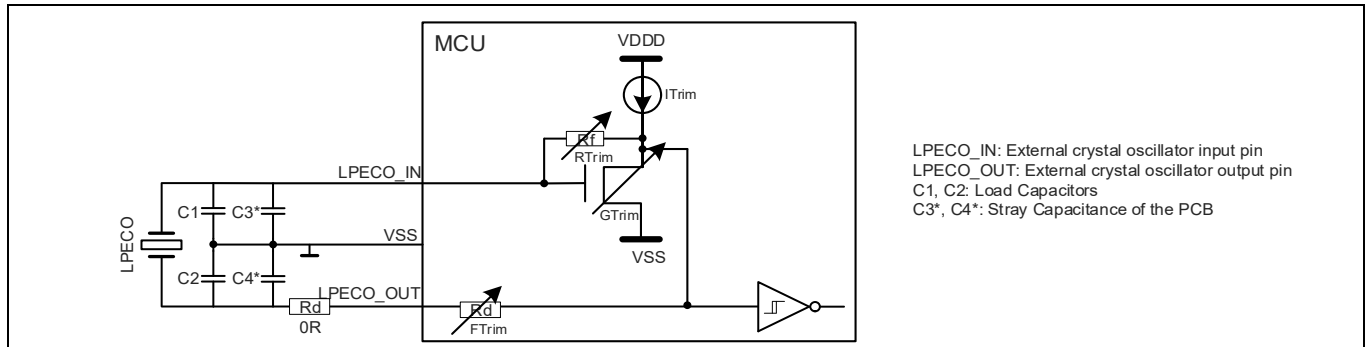 MCU
VDDD
ITrim
Rf
RTrim
LPECO_IN
GTrim
C1
C3*
VSS
VSS
LPECO
C2
C4*
LPECO_OUT
Rd
0R
Rd
FTrim
LPECO_IN: External crystal oscillator input pin
LPECO_OUT: External crystal oscillator output pin
C1, C2: Load Capacitors
C3*, C4*: Stray Capacitance of the PCB